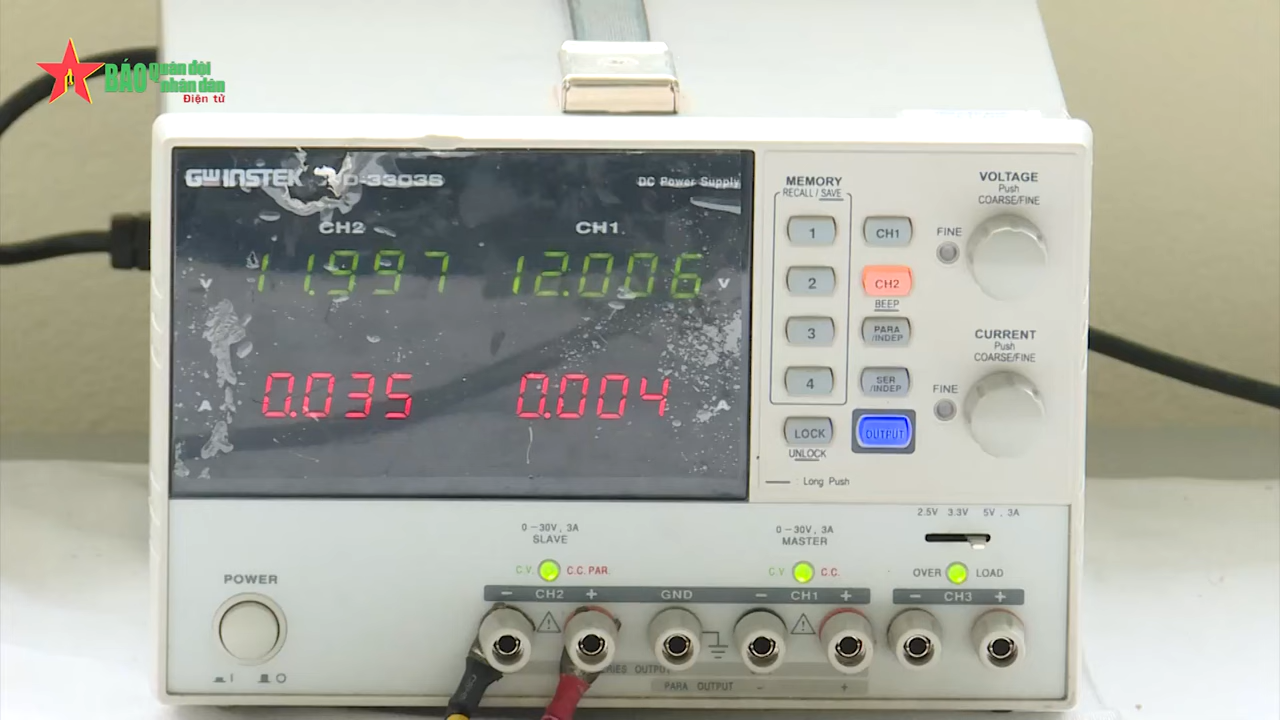 BÁO Quân đội
nhân dân
Điện tử
GWINSTEK
-3303S
DC Power Supply
CH2
CH1
11.997
12.006
V
V
0.035
0.004
A
A
MEMORY
RECALL / SAVE
1
2
3
4
LOCK
UNLOCK
CH1
CH2
BEEP
PARA
/INDEP
SER
/INDEP
OUTPUT
Long Push
VOLTAGE
Push
COARSE/FINE
FINE
CURRENT
Push
COARSE/FINE
FINE
POWER
0-30V, 3A
SLAVE
C.V.
C.C. PAR.
0-30V, 3A
MASTER
C.V.
C.C.
2.5V 3.3V 5V, 3A
OVER
LOAD
- CH2 +
GND
- CH1 +
- CH3 +
PARA OUTPUT
- +